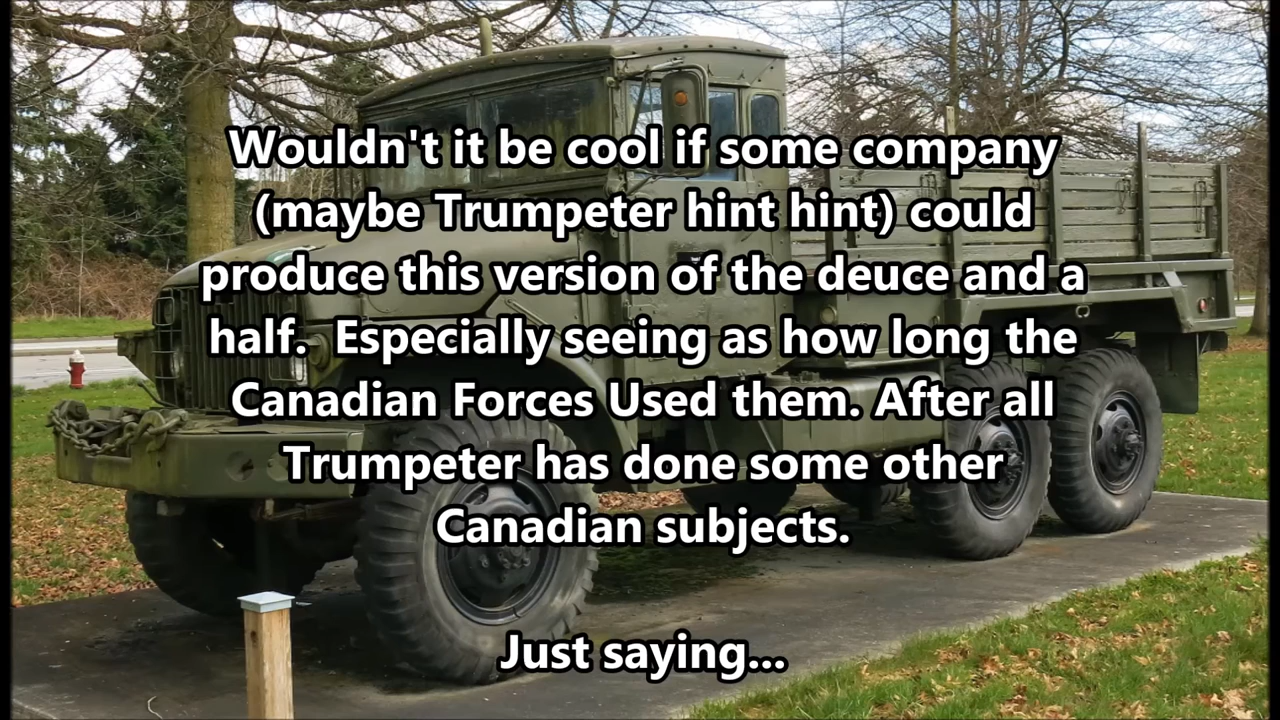 Wouldn't it be cool if some company
(maybe Trumpeter hint hint) could
produce this version of the deuce and a
half.  Especially seeing as how long the
Canadian Forces Used them. After all
Trumpeter has done some other
Canadian subjects.
Just saying...